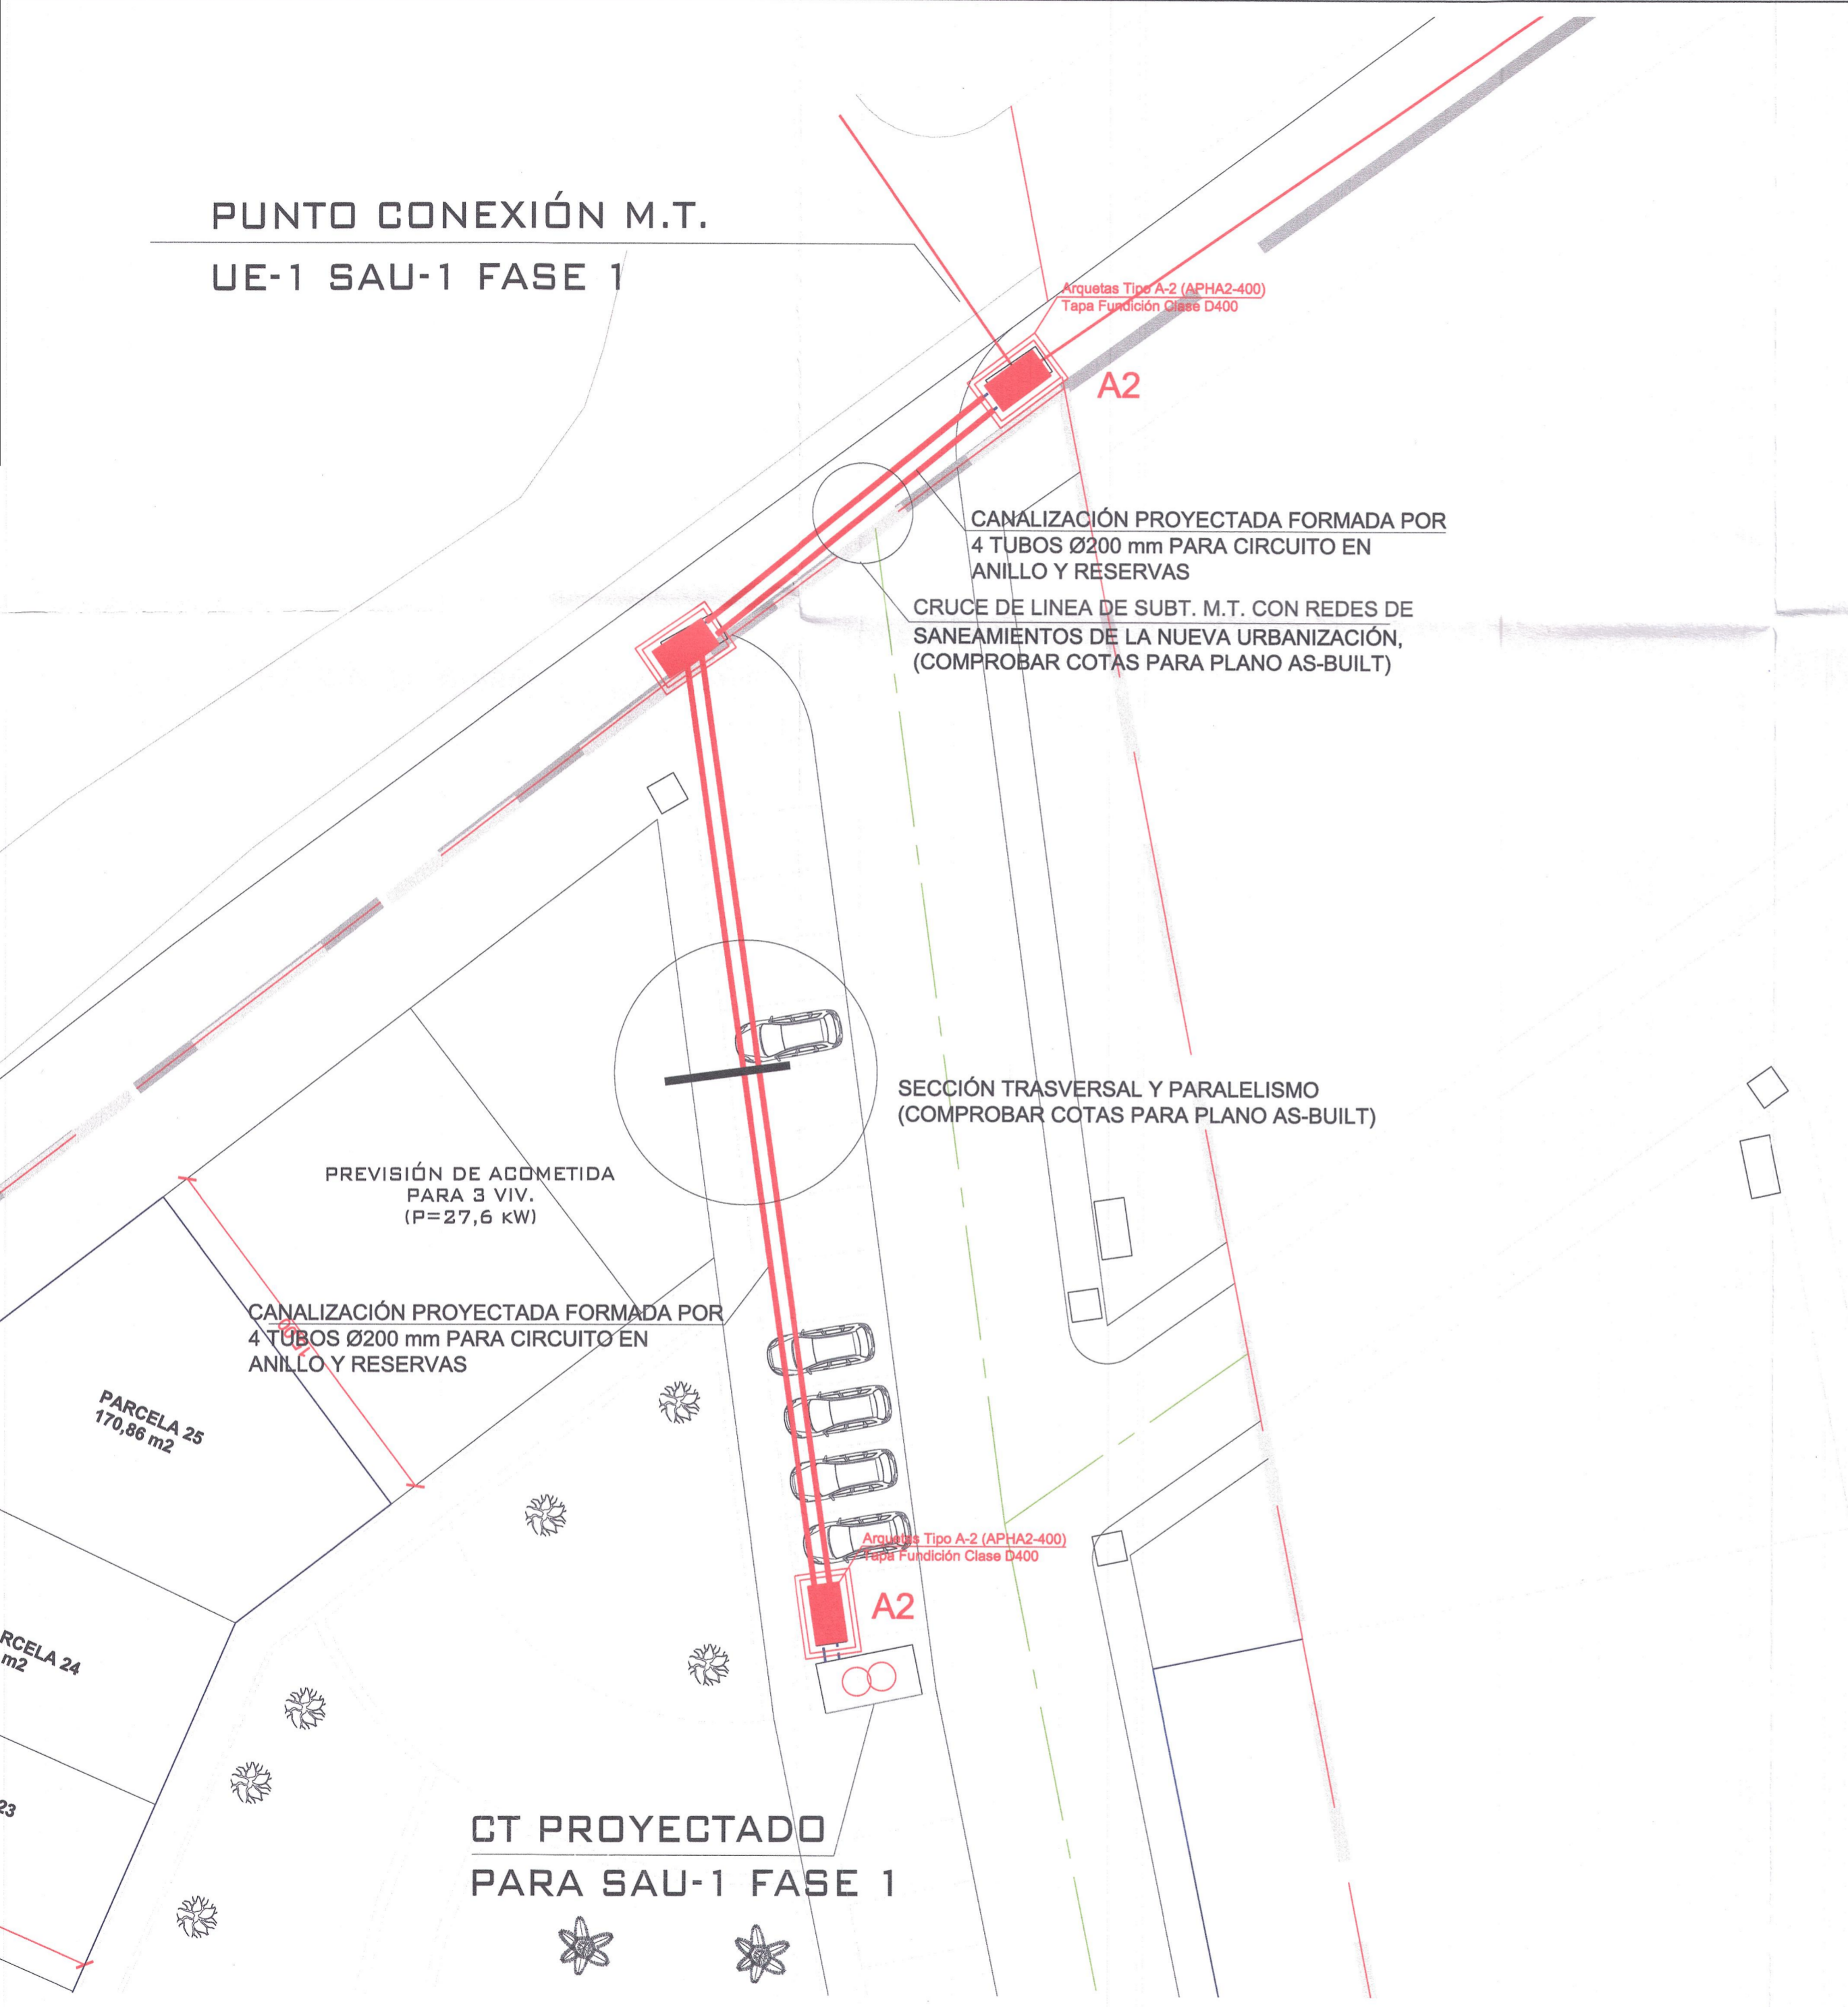 PUNTO CONEXIÓN M.T.
UE-1 SAU-1 FASE 1
Arquetas Tipo A-2 (APHA2-400)
Tapa Fundición Clase D400
A2
CANALIZACIÓN PROYECTADA FORMADA POR
4 TUBOS Ø200 mm PARA CIRCUITO EN
ANILLO Y RESERVAS
CRUCE DE LINEA DE SUBT. M.T. CON REDES DE
SANEAMIENTOS DE LA NUEVA URBANIZACIÓN,
(COMPROBAR COTAS PARA PLANO AS-BUILT)
SECCIÓN TRASVERSAL Y PARALELISMO
(COMPROBAR COTAS PARA PLANO AS-BUILT)
PREVISIÓN DE ACOMETIDA
PARA 3 VIV.
(P=27,6 KW)
CANALIZACIÓN PROYECTADA FORMADA POR
4 TUBOS Ø200 mm PARA CIRCUITO EN
ANILLO Y RESERVAS
PARCELA 25
170,86 m2
Arquetas Tipo A-2 (APHA2-400)
Tapa Fundición Clase D400
A2
RCELA 24
m2
23
CT PROYECTADO
PARA SAU-1 FASE 1